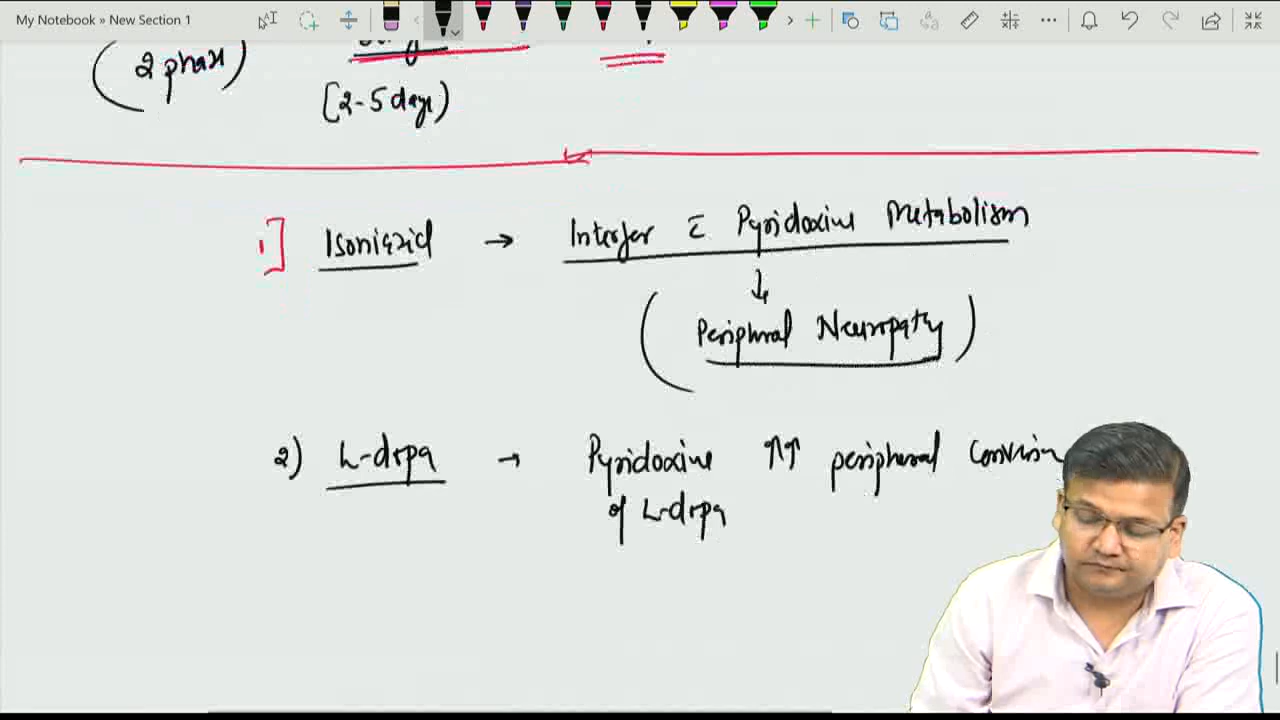 My Notebook » New Section 1
(2 phase)
[2-5 days)
1] Isoniazid → Interfer c̄ Pyridoxine Metabolism
↓
(Peripheral Neuropaty)
2) L-dopa → Pyridoxine ↑↑ peripheral Conversion
of L-dopa